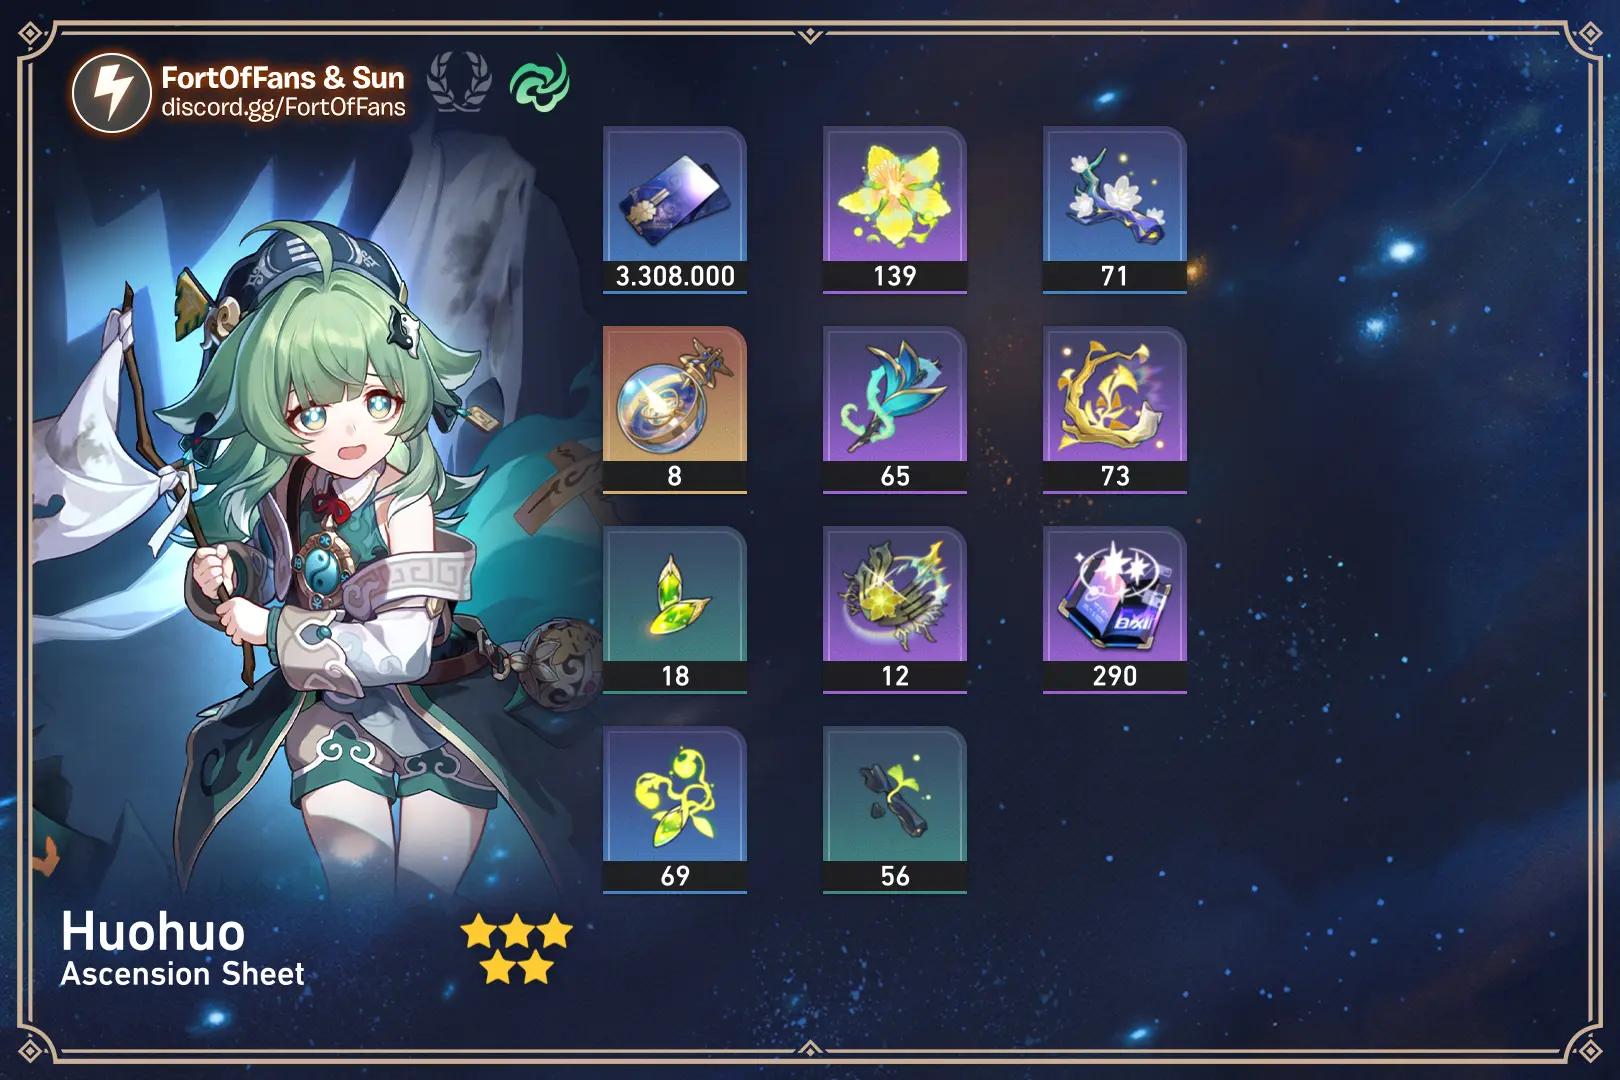 FortOfFans & Sun
discord.gg/FortOfFans
3.308.000
139
71
8
65
73
18
12
290
69
56
Huohuo
Ascension Sheet